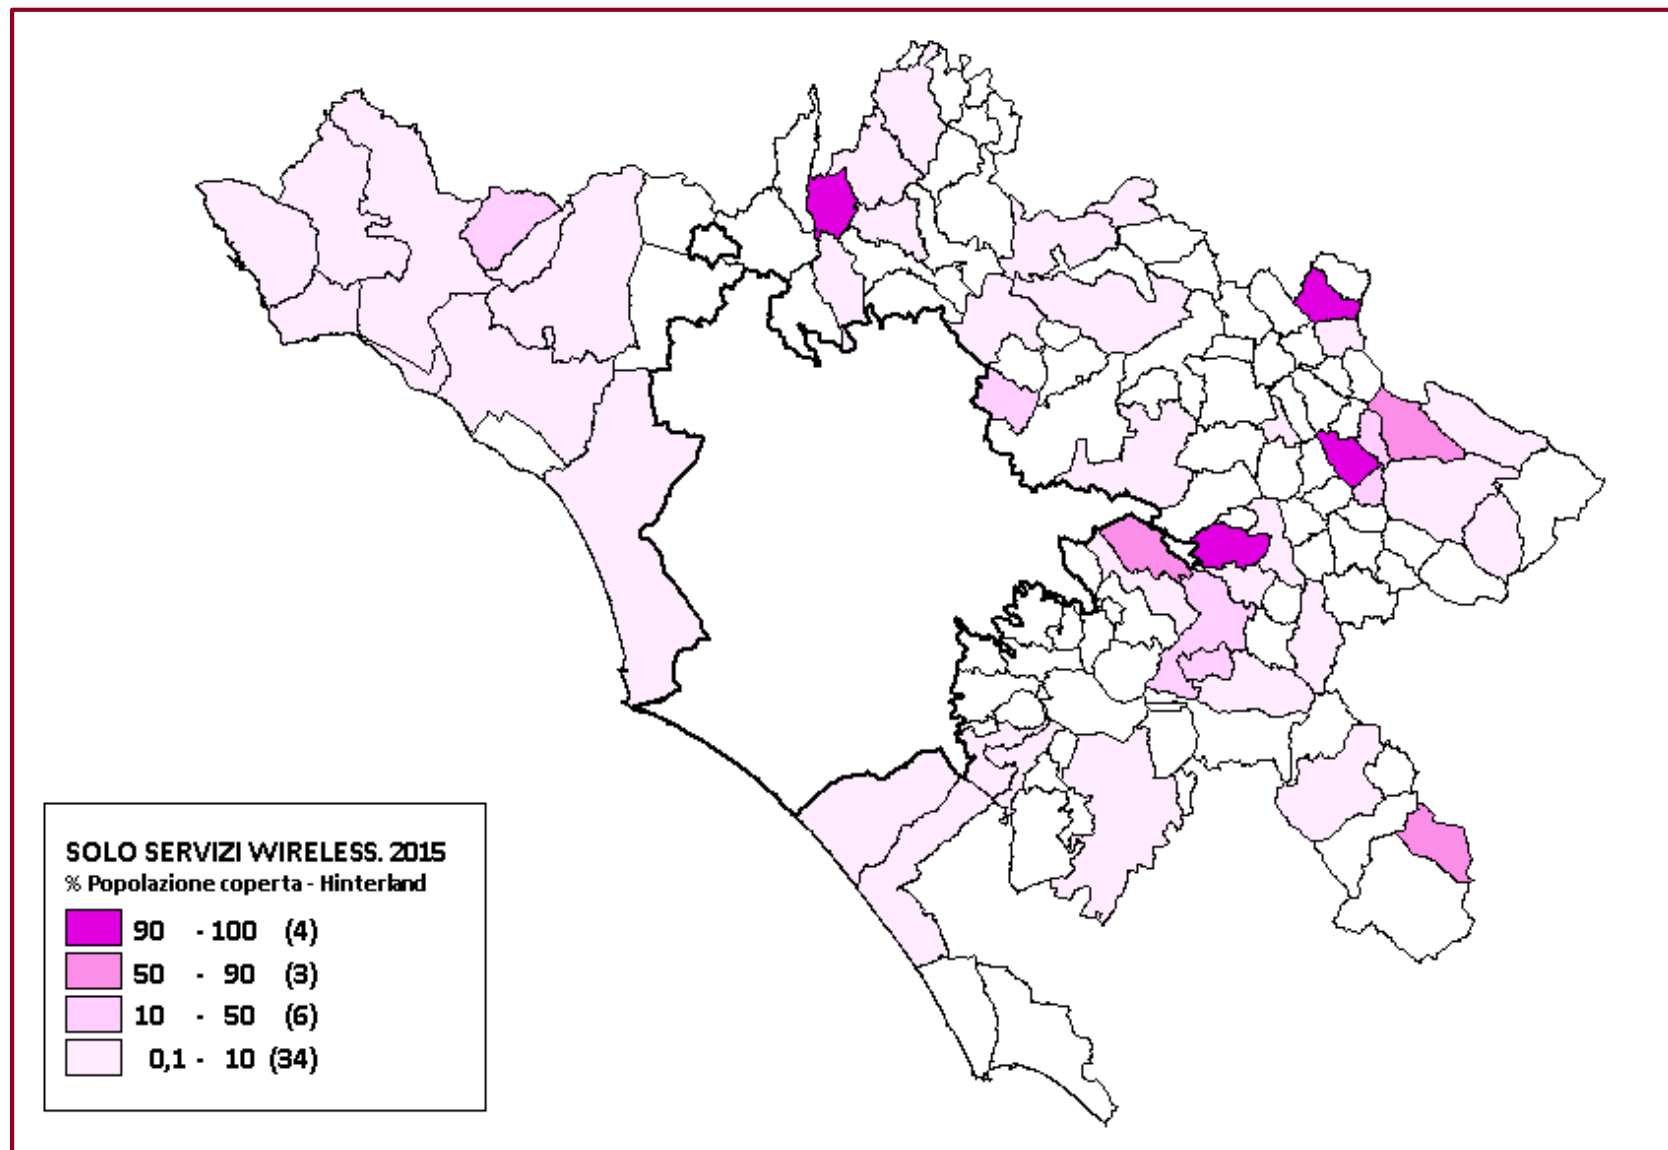 SOLO SERVIZI WIRELESS. 2015
% Popolazione coperta - Hinterland
90 - 100 (4)
50 - 90 (3)
10 - 50 (6)
0,1 - 10 (34)